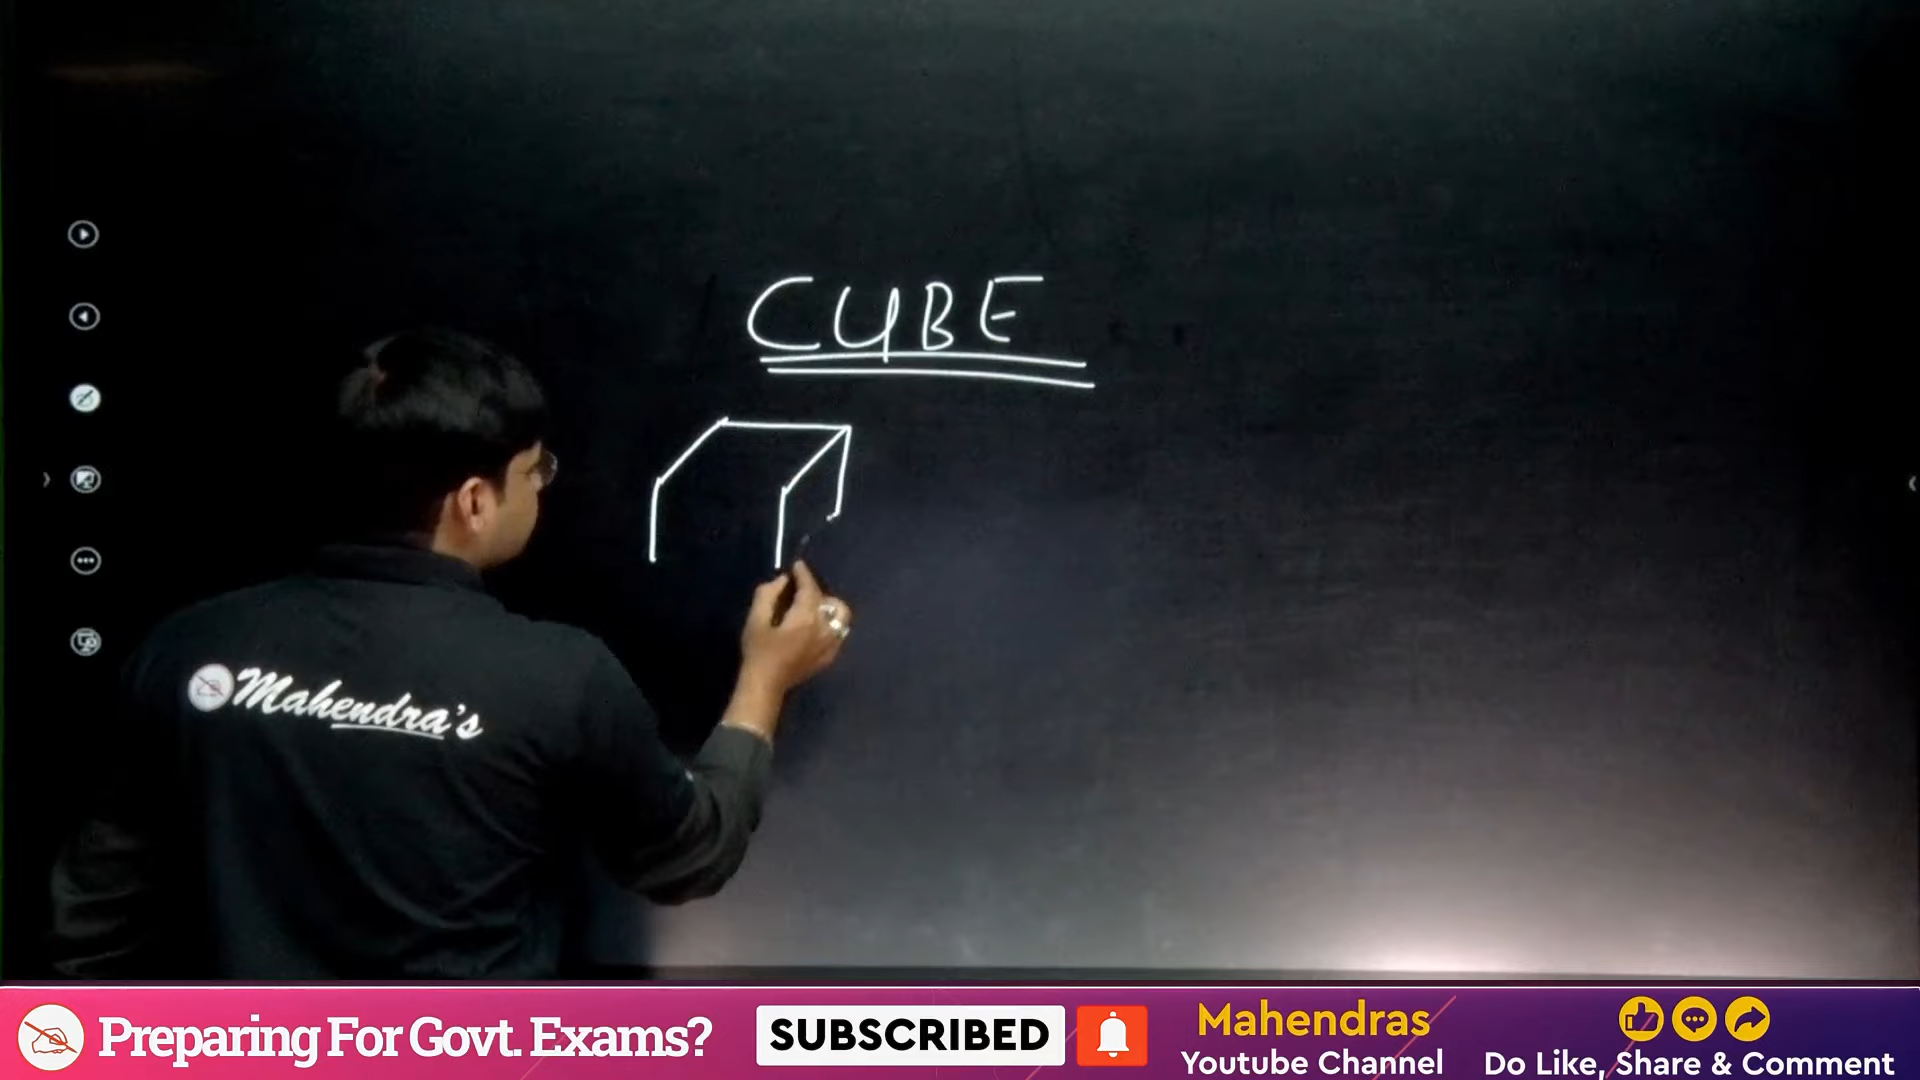 CUBE
Mahendra's
Preparing For Govt. Exams?
SUBSCRIBED
Mahendras
Youtube Channel
Do Like, Share & Comment